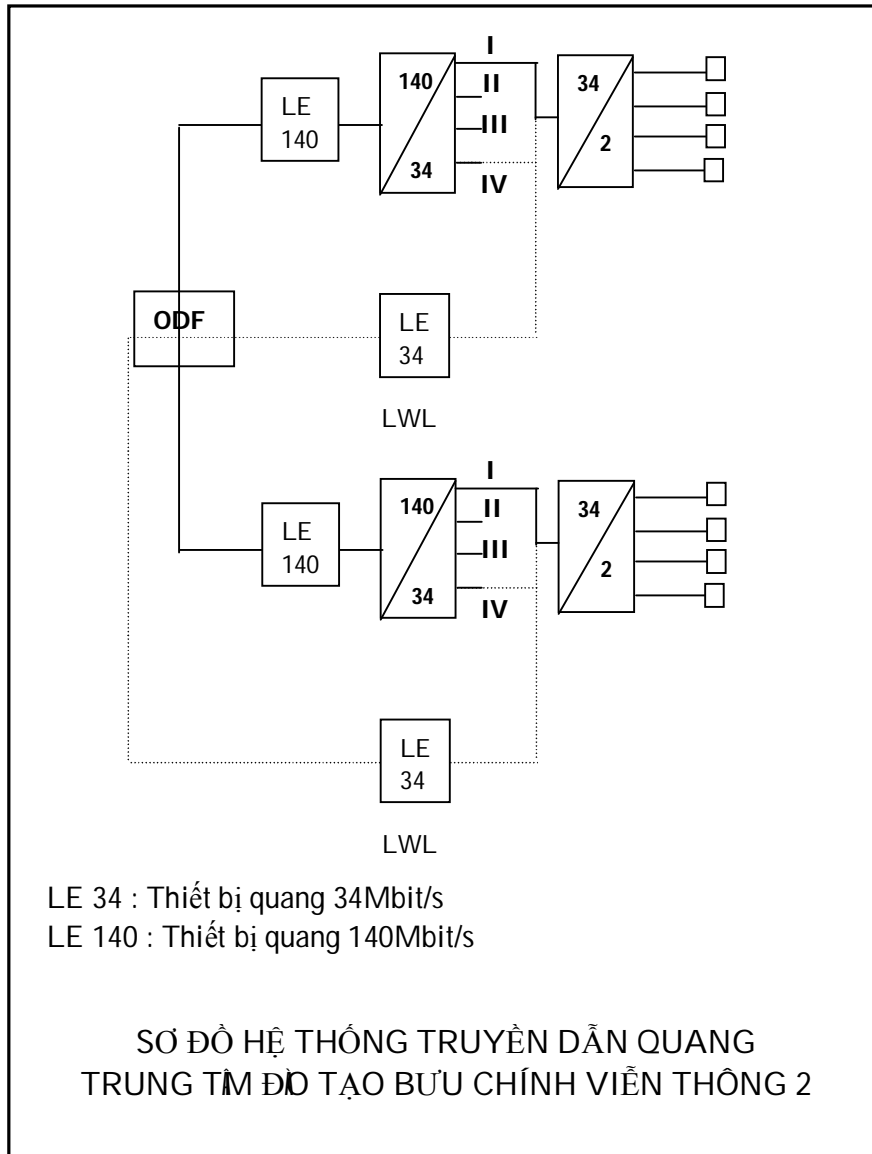 I
140
II
III
34
IV
34
2
LE
140
ODF
LE
34
LWL
I
140
II
III
34
IV
34
2
LE
140
LE
34
LWL
LE 34 : Thiết bị quang 34Mbit/s
LE 140 : Thiết bị quang 140Mbit/s
SƠ ĐỒ HỆ THỐNG TRUYỀN DẪN QUANG
TRUNG TÎM ĐÌO TẠO BƯU CHÍNH VIỄN THÔNG 2